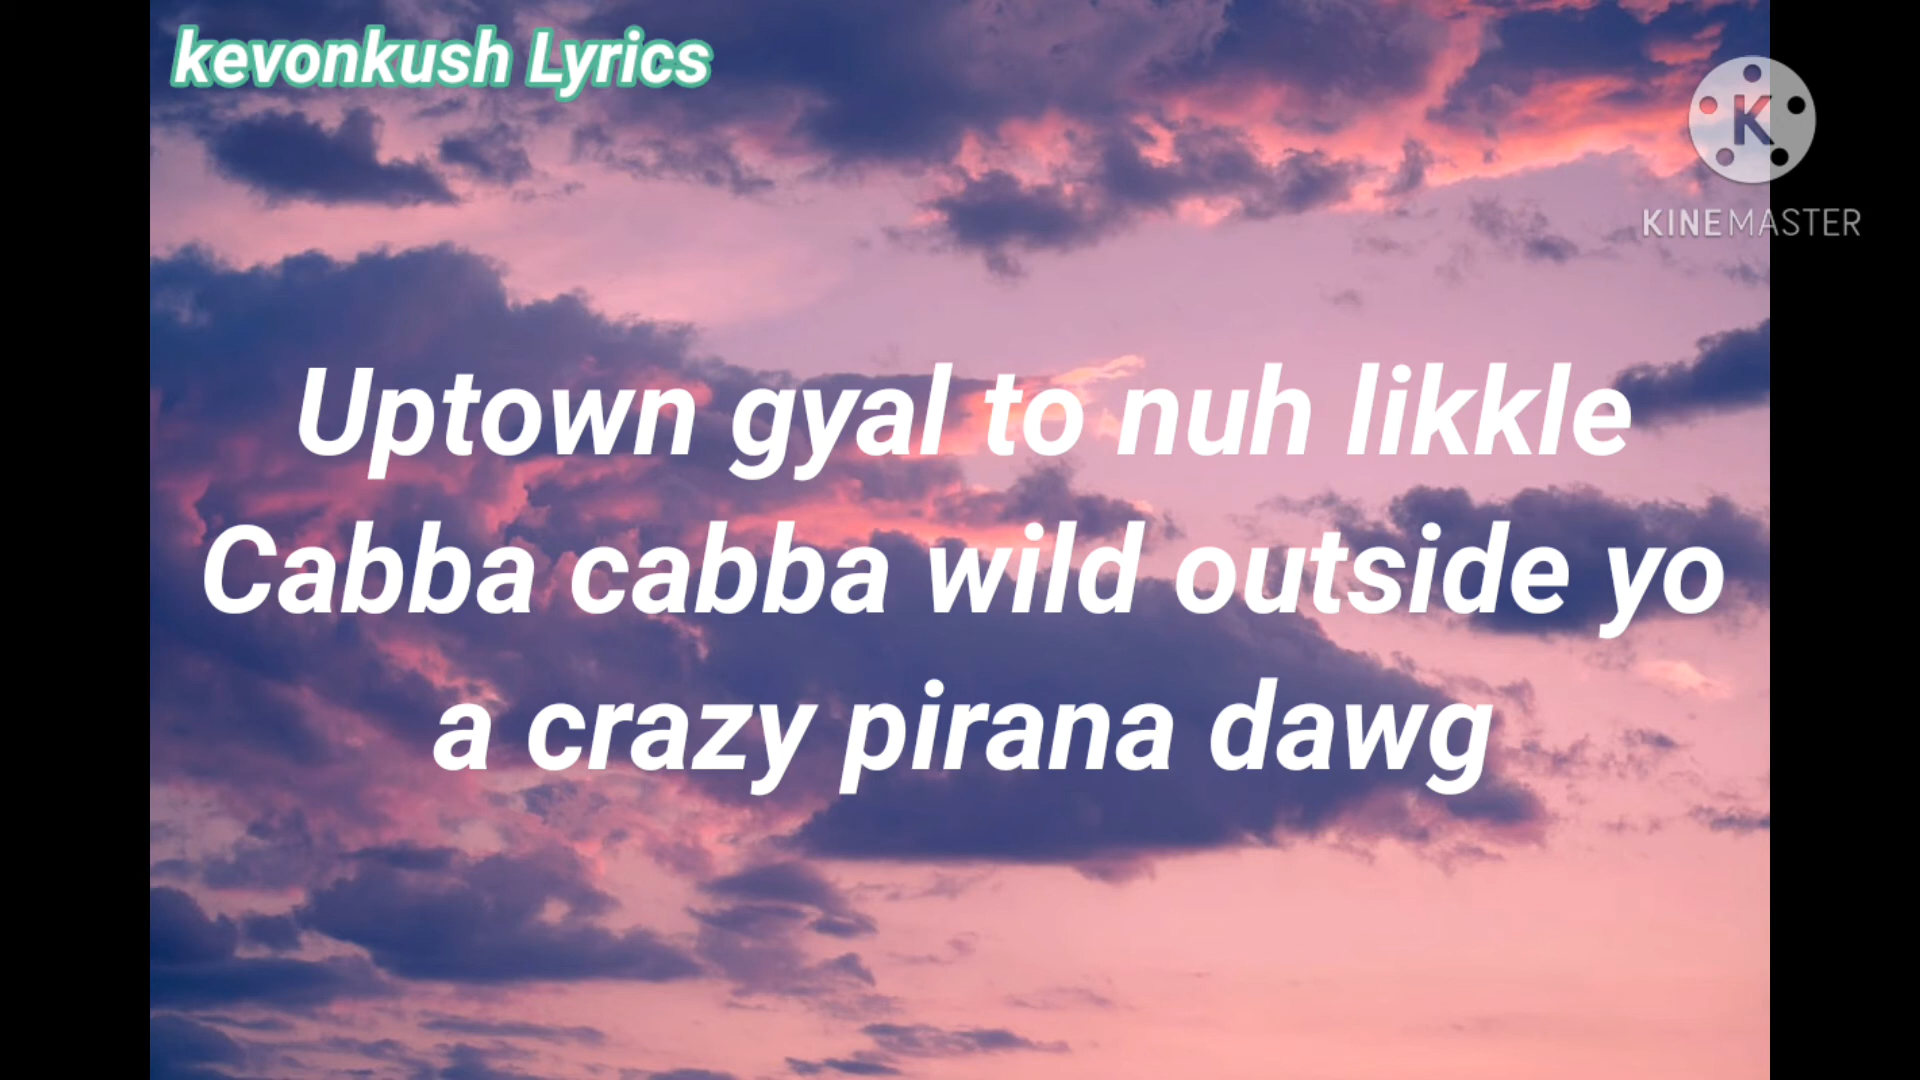 kevonkush Lyrics
K
KINEMASTER
Uptown gyal to nuh likkle
Cabba cabba wild outside yo
a crazy pirana dawg